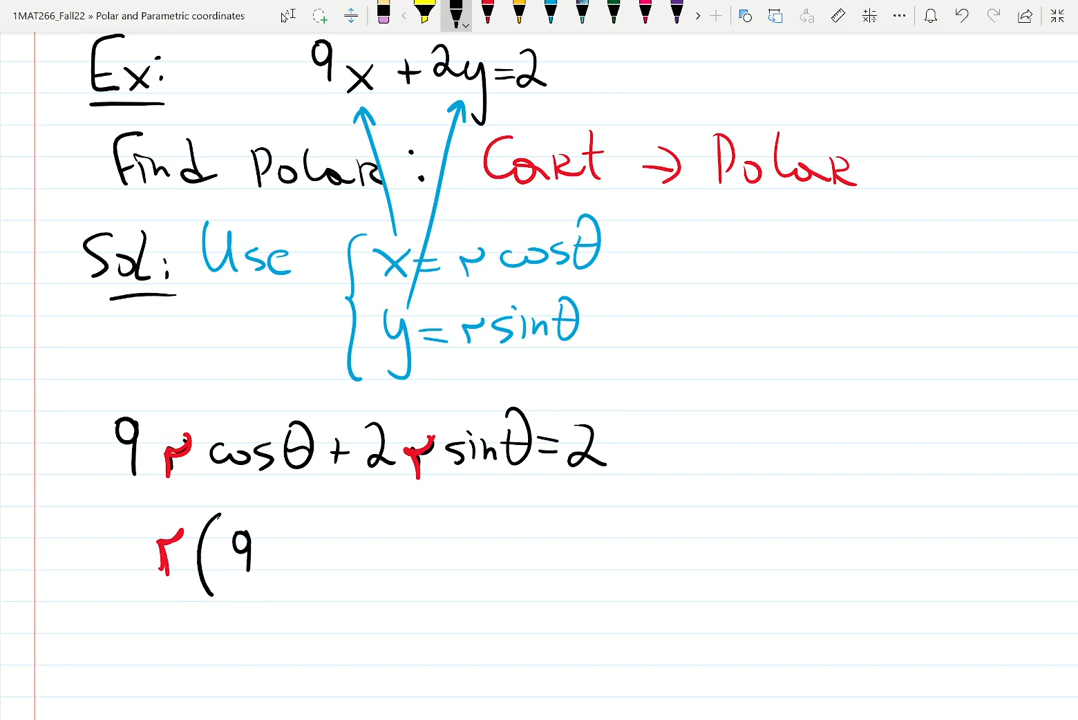 1MAT266_Fall22 » Polar and Parametric coordinates
Ex: 9x + 2y = 2
Find Polar: Cart → Polar
Sol: Use { x = r cosθ
y = r sinθ
9 r cosθ + 2 r sinθ = 2
r ( 9